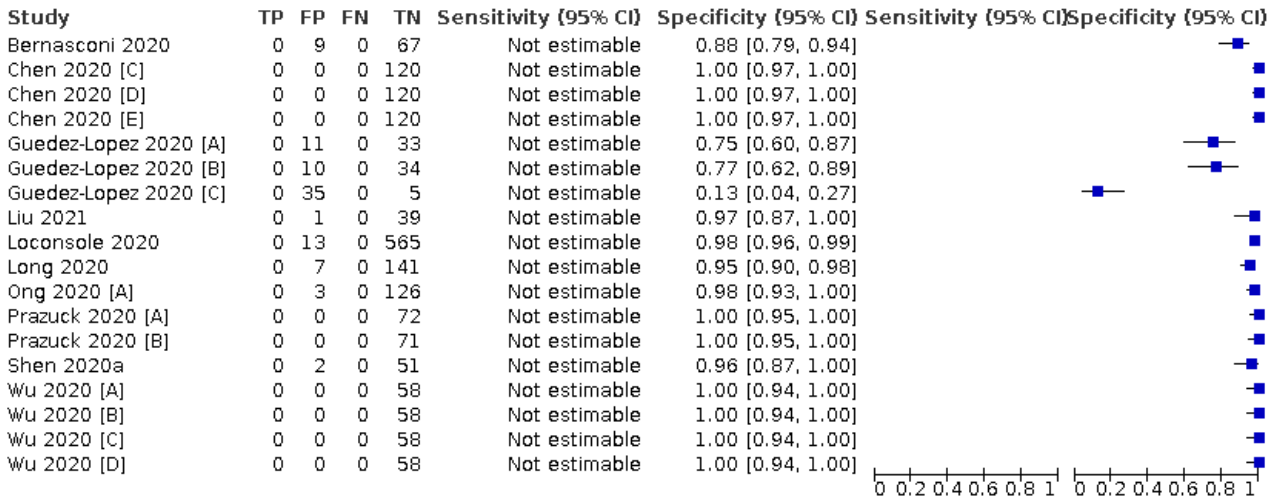 Study TP FP FN TN Sensitivity (95% CI) Specificity (95% CI) Sensitivity (95% CI) Specificity (95% CI)
Bernasconi 2020 0 9 0 67 Not estimable 0.88 [0.79, 0.94]
Chen 2020 [C] 0 0 0 120 Not estimable 1.00 [0.97, 1.00]
Chen 2020 [D] 0 0 0 120 Not estimable 1.00 [0.97, 1.00]
Chen 2020 [E] 0 0 0 120 Not estimable 1.00 [0.97, 1.00]
Guedez-Lopez 2020 [A] 0 11 0 33 Not estimable 0.75 [0.60, 0.87]
Guedez-Lopez 2020 [B] 0 10 0 34 Not estimable 0.77 [0.62, 0.89]
Guedez-Lopez 2020 [C] 0 35 0 5 Not estimable 0.13 [0.04, 0.27]
Liu 2021 0 1 0 39 Not estimable 0.97 [0.87, 1.00]
Loconsole 2020 0 13 0 565 Not estimable 0.98 [0.96, 0.99]
Long 2020 0 7 0 141 Not estimable 0.95 [0.90, 0.98]
Ong 2020 [A] 0 3 0 126 Not estimable 0.98 [0.93, 1.00]
Prazuck 2020 [A] 0 0 0 72 Not estimable 1.00 [0.95, 1.00]
Prazuck 2020 [B] 0 0 0 71 Not estimable 1.00 [0.95, 1.00]
Shen 2020a 0 2 0 51 Not estimable 0.96 [0.87, 1.00]
Wu 2020 [A] 0 0 0 58 Not estimable 1.00 [0.94, 1.00]
Wu 2020 [B] 0 0 0 58 Not estimable 1.00 [0.94, 1.00]
Wu 2020 [C] 0 0 0 58 Not estimable 1.00 [0.94, 1.00]
Wu 2020 [D] 0 0 0 58 Not estimable 1.00 [0.94, 1.00]
0 0.2 0.4 0.6 0.8 1 0 0.2 0.4 0.6 0.8 1